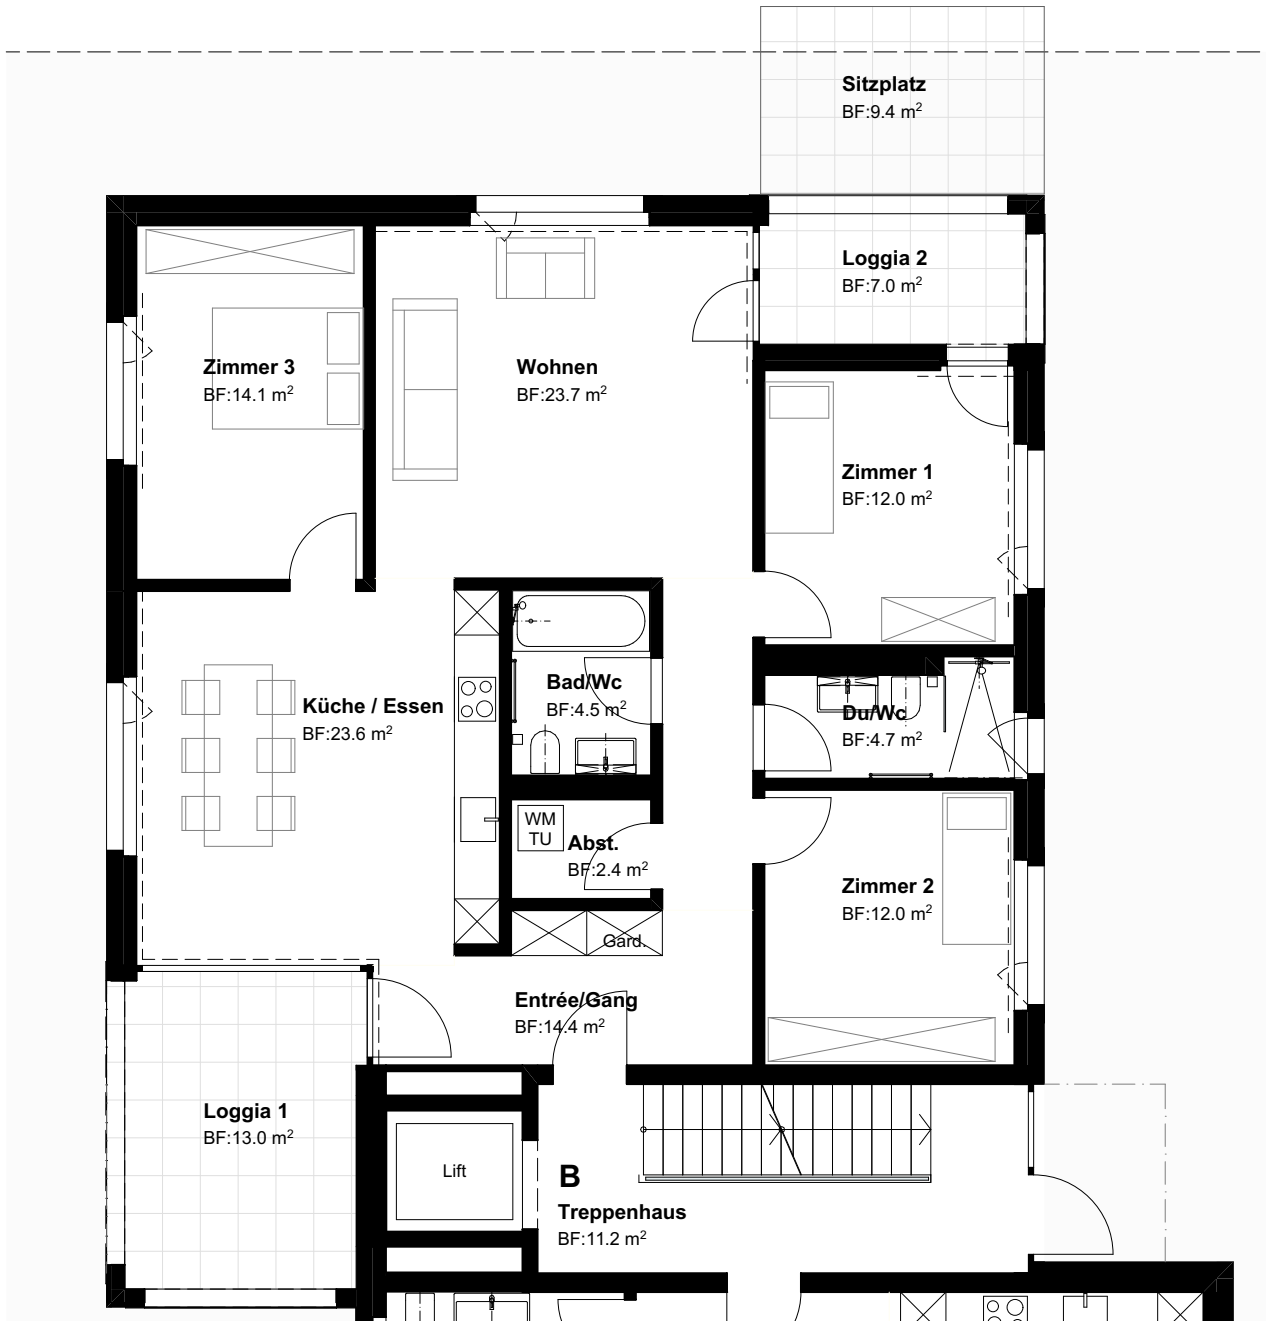 Sitzplatz
BF:9.4 m²
Loggia 2
BF:7.0 m²
Zimmer 3
BF:14.1 m²
Wohnen
BF:23.7 m²
Zimmer 1
BF:12.0 m²
Küche / Essen
BF:23.6 m²
Bad/Wc
BF:4.5 m²
Du/Wc
BF:4.7 m²
WM
TU
Abst.
BF:2.4 m²
Zimmer 2
BF:12.0 m²
Gard.
Entrée/Gang
BF:14.4 m²
Loggia 1
BF:13.0 m²
Lift
B
Treppenhaus
BF:11.2 m²